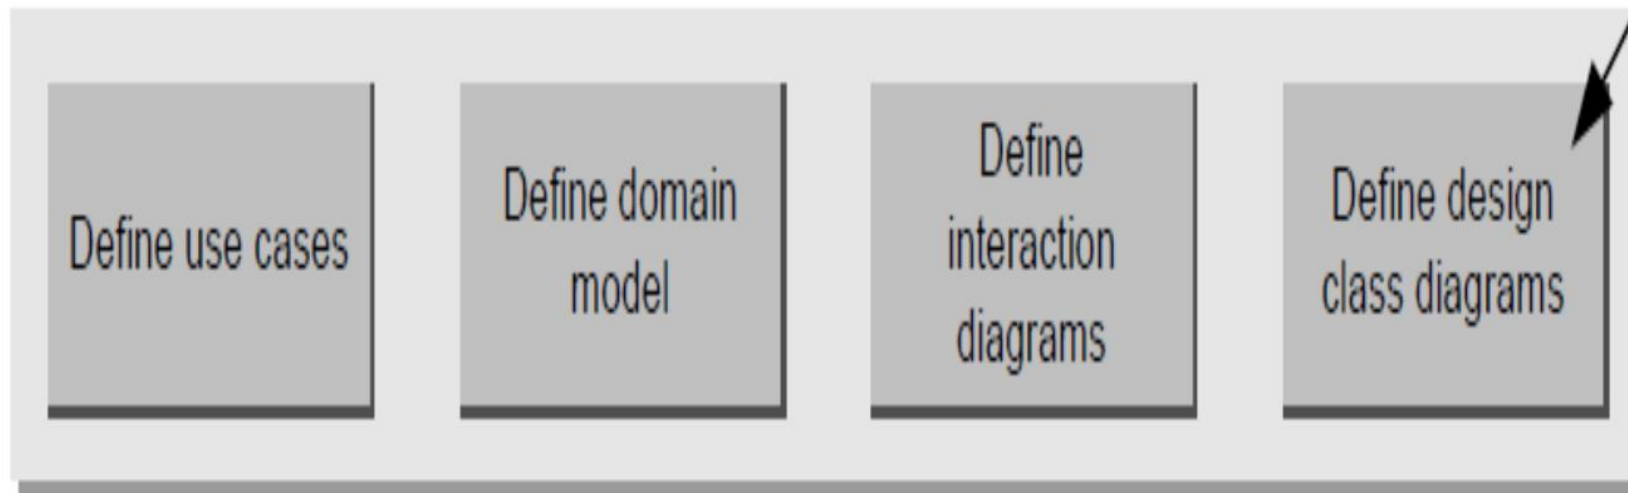 Define use cases
Define domain
model
Define
interaction
diagrams
Define design
class diagrams